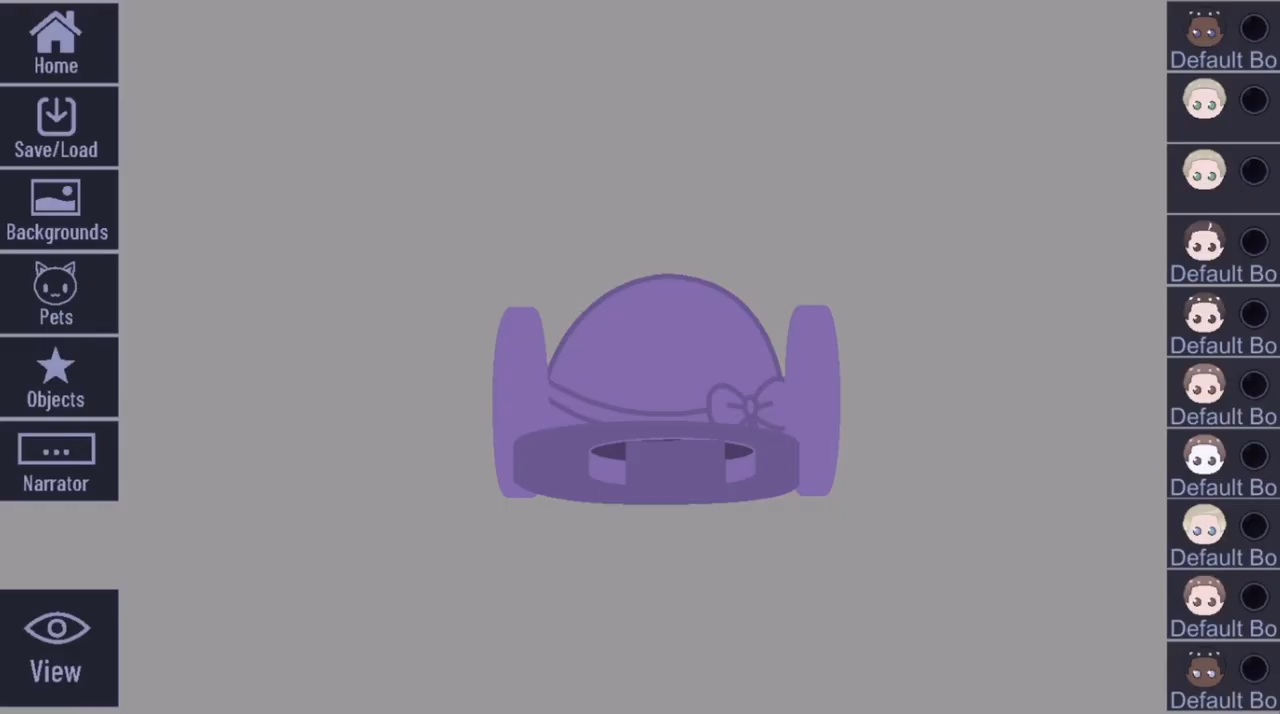 Home
Save/Load
Backgrounds
Pets
Objects
Narrator
View
Default Bo
Default Bo
Default Bo
Default Bo
Default Bo
Default Bo
Default Bo
Default Bo